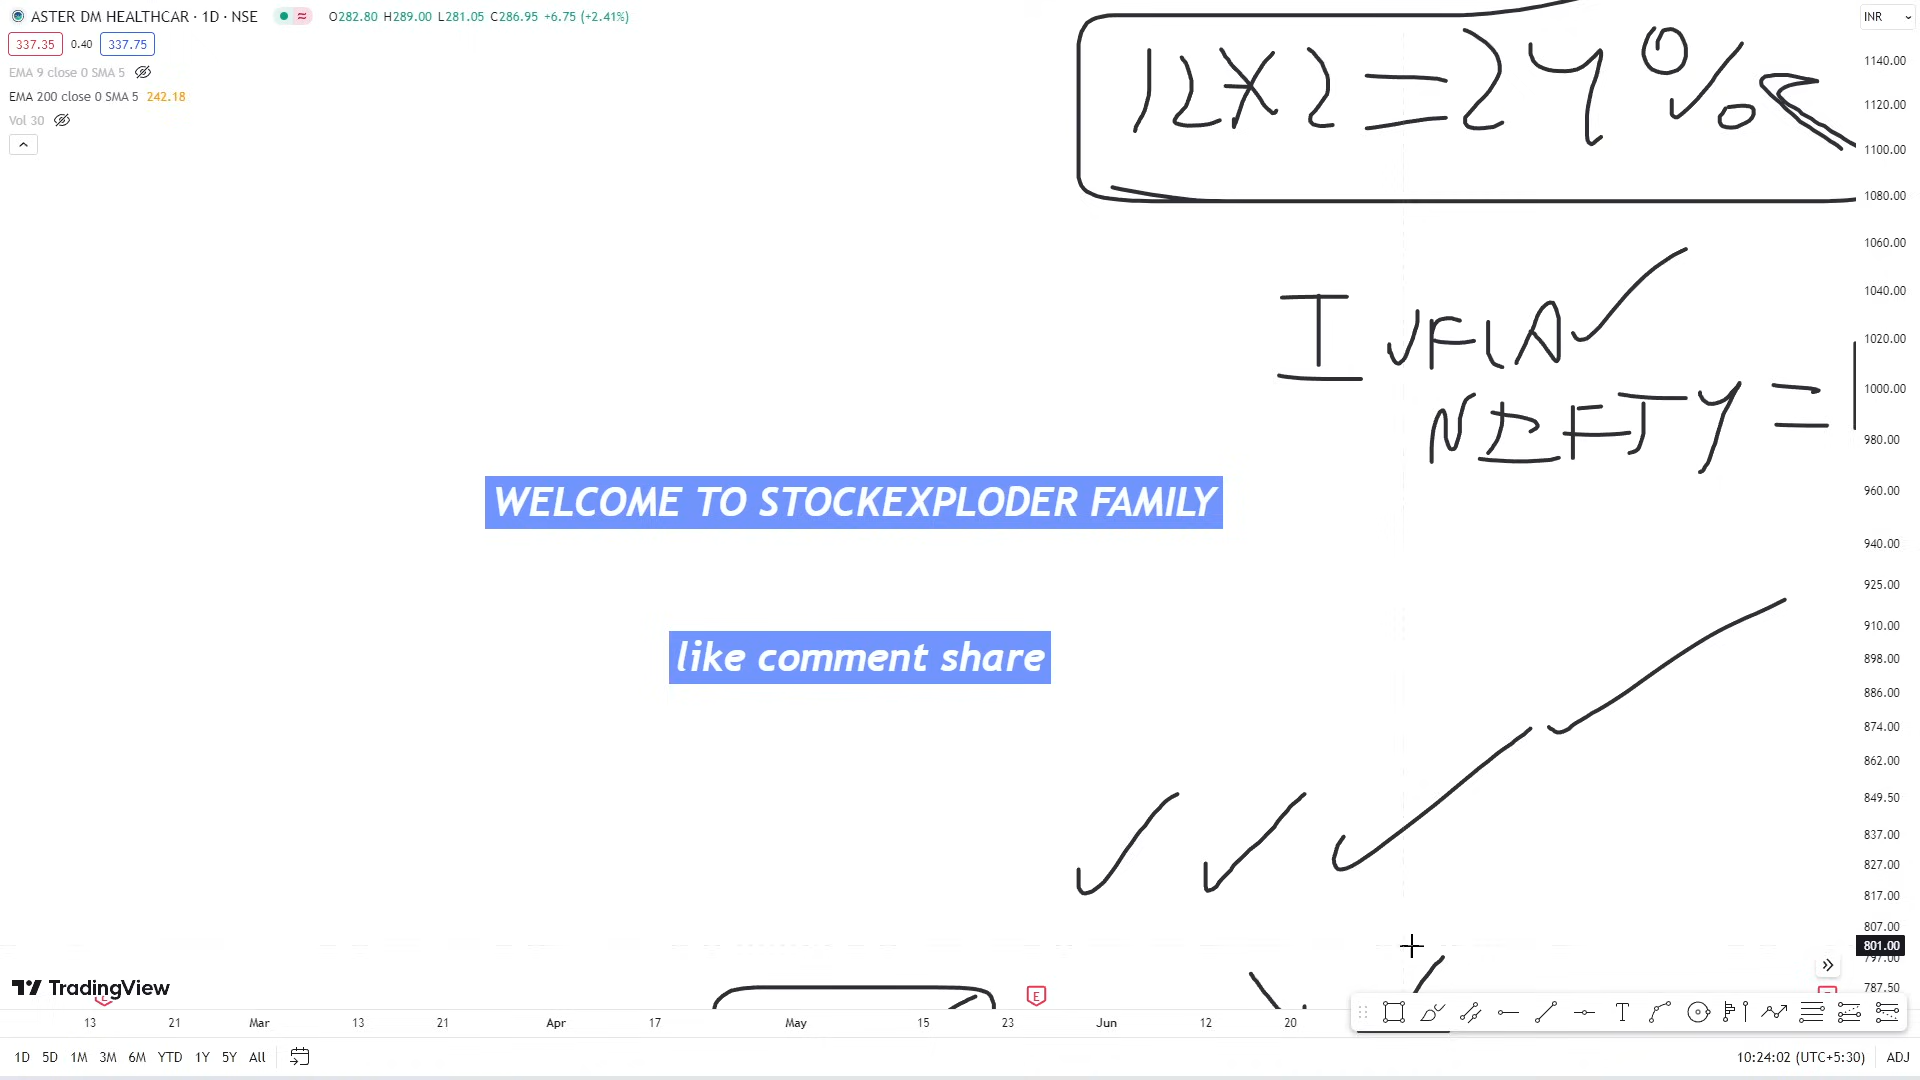 ASTER DM HEALTHCAR · 1D · NSE
O282.80 H289.00 L281.05 C286.95 +6.75 (+2.41%)
INR
337.35 0.40 337.75
EMA 9 close 0 SMA 5
EMA 200 close 0 SMA 5 242.18
Vol 30
12X2=24%
INFLA
NIFTY =
WELCOME TO STOCKEXPLODER FAMILY
like comment share
1140.00
1120.00
1100.00
1080.00
1060.00
1040.00
1020.00
1000.00
980.00
960.00
940.00
925.00
910.00
898.00
886.00
874.00
862.00
849.50
837.00
827.00
817.00
807.00
801.00
797.00
787.50
TradingView
E
13 21 Mar 13 21 Apr 17 May 15 23 Jun 12 20
1D 5D 1M 3M 6M YTD 1Y 5Y All
10:24:02 (UTC+5:30) ADJ